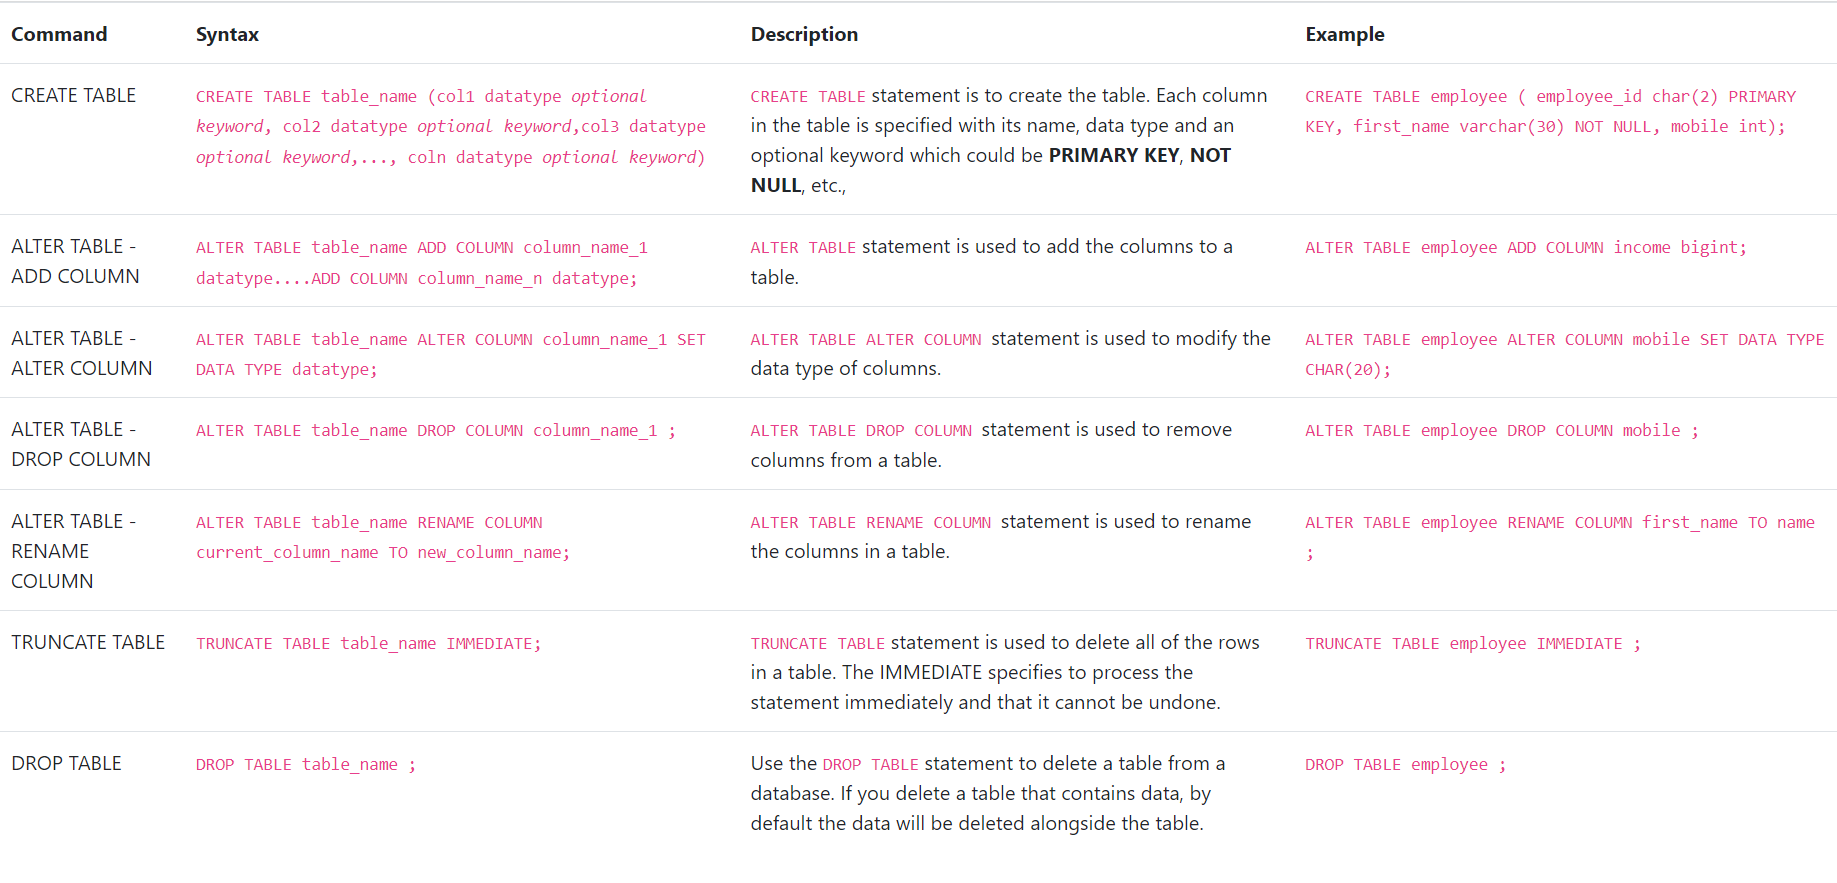 Command Syntax Description Example
CREATE TABLE
CREATE TABLE table_name (col1 datatype optional
keyword, col2 datatype optional keyword,col3 datatype
optional keyword,..., coln datatype optional keyword)
CREATE TABLE statement is to create the table. Each column
in the table is specified with its name, data type and an
optional keyword which could be PRIMARY KEY, NOT
NULL, etc.,
CREATE TABLE employee ( employee_id char(2) PRIMARY
KEY, first_name varchar(30) NOT NULL, mobile int);
ALTER TABLE -
ADD COLUMN
ALTER TABLE table_name ADD COLUMN column_name_1
datatype....ADD COLUMN column_name_n datatype;
ALTER TABLE statement is used to add the columns to a
table.
ALTER TABLE employee ADD COLUMN income bigint;
ALTER TABLE -
ALTER COLUMN
ALTER TABLE table_name ALTER COLUMN column_name_1 SET
DATA TYPE datatype;
ALTER TABLE ALTER COLUMN statement is used to modify the
data type of columns.
ALTER TABLE employee ALTER COLUMN mobile SET DATA TYPE
CHAR(20);
ALTER TABLE -
DROP COLUMN
ALTER TABLE table_name DROP COLUMN column_name_1 ;
ALTER TABLE DROP COLUMN statement is used to remove
columns from a table.
ALTER TABLE employee DROP COLUMN mobile ;
ALTER TABLE -
RENAME
COLUMN
ALTER TABLE table_name RENAME COLUMN
current_column_name TO new_column_name;
ALTER TABLE RENAME COLUMN statement is used to rename
the columns in a table.
ALTER TABLE employee RENAME COLUMN first_name TO name
;
TRUNCATE TABLE
TRUNCATE TABLE table_name IMMEDIATE;
TRUNCATE TABLE statement is used to delete all of the rows
in a table. The IMMEDIATE specifies to process the
statement immediately and that it cannot be undone.
TRUNCATE TABLE employee IMMEDIATE ;
DROP TABLE
DROP TABLE table_name ;
Use the DROP TABLE statement to delete a table from a
database. If you delete a table that contains data, by
default the data will be deleted alongside the table.
DROP TABLE employee ;